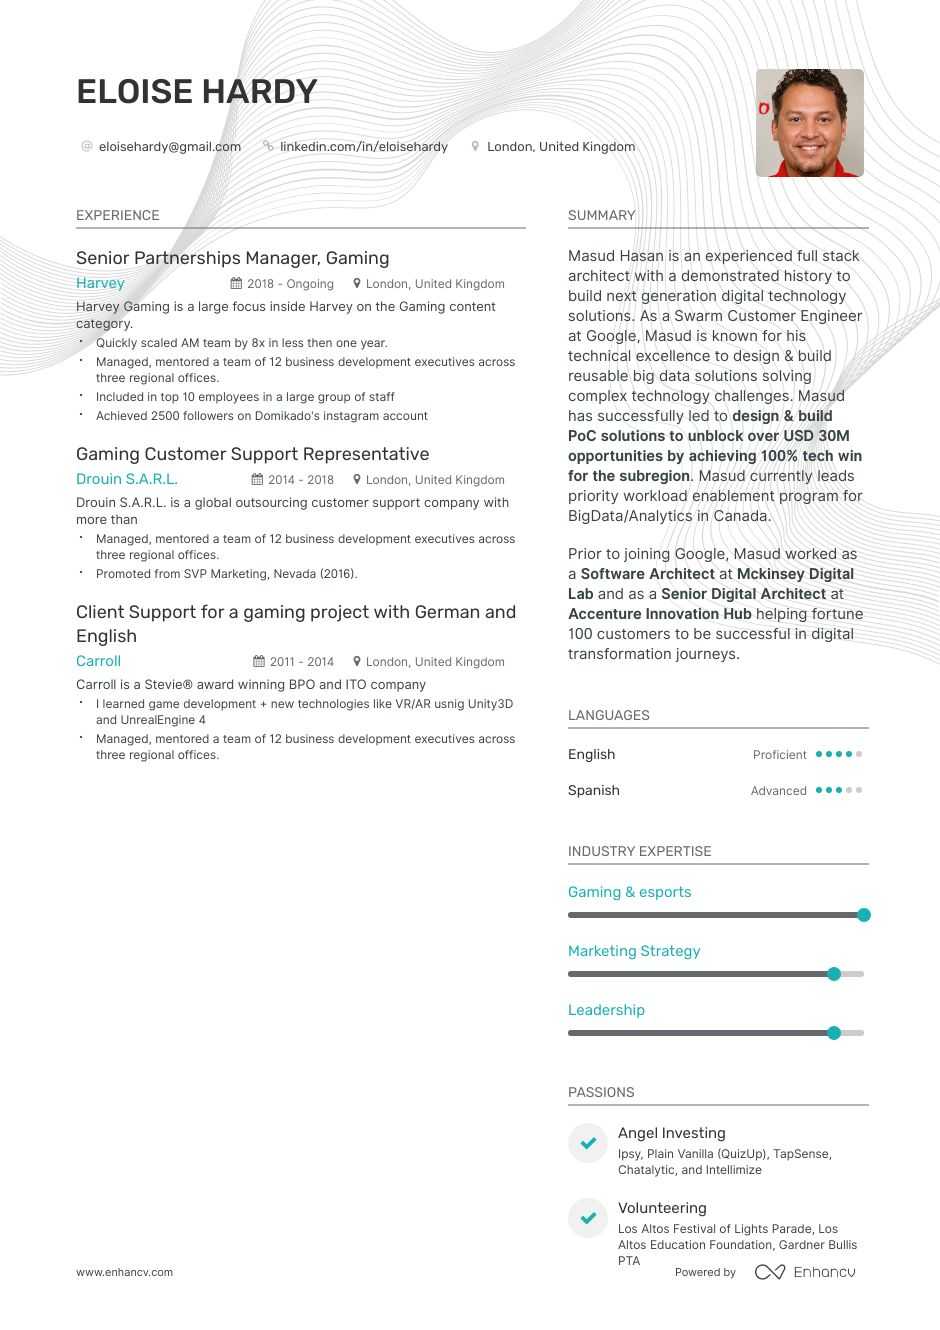 ELOISE HARDY
eloisehardy@gmail.com linkedin.com/in/eloisehardy London, United Kingdom
EXPERIENCE
Senior Partnerships Manager, Gaming
Harvey 2018 - Ongoing London, United Kingdom
Harvey Gaming is a large focus inside Harvey on the Gaming content
category.
· Quickly scaled AM team by 8x in less then one year.
· Managed, mentored a team of 12 business development executives across
three regional offices.
· Included in top 10 employees in a large group of staff
· Achieved 2500 followers on Domikado's instagram account
Gaming Customer Support Representative
Drouin S.A.R.L. 2014 - 2018 London, United Kingdom
Drouin S.A.R.L. is a global outsourcing customer support company with
more than
· Managed, mentored a team of 12 business development executives across
three regional offices.
· Promoted from SVP Marketing, Nevada (2016).
Client Support for a gaming project with German and
English
Carroll 2011 - 2014 London, United Kingdom
Carroll is a Stevie® award winning BPO and ITO company
· I learned game development + new technologies like VR/AR usnig Unity3D
and UnrealEngine 4
· Managed, mentored a team of 12 business development executives across
three regional offices.
SUMMARY
Masud Hasan is an experienced full stack
architect with a demonstrated history to
build next generation digital technology
solutions. As a Swarm Customer Engineer
at Google, Masud is known for his
technical excellence to design & build
reusable big data solutions solving
complex technology challenges. Masud
has successfully led to design & build
PoC solutions to unblock over USD 30M
opportunities by achieving 100% tech win
for the subregion. Masud currently leads
priority workload enablement program for
BigData/Analytics in Canada.
Prior to joining Google, Masud worked as
a Software Architect at Mckinsey Digital
Lab and as a Senior Digital Architect at
Accenture Innovation Hub helping fortune
100 customers to be successful in digital
transformation journeys.
LANGUAGES
English Proficient
Spanish Advanced
INDUSTRY EXPERTISE
Gaming & esports
Marketing Strategy
Leadership
PASSIONS
Angel Investing
Ipsy, Plain Vanilla (QuizUp), TapSense,
Chatalytic, and Intellimize
Volunteering
Los Altos Festival of Lights Parade, Los
Altos Education Foundation, Gardner Bullis
PTA
www.enhancv.com Powered by Enhancv